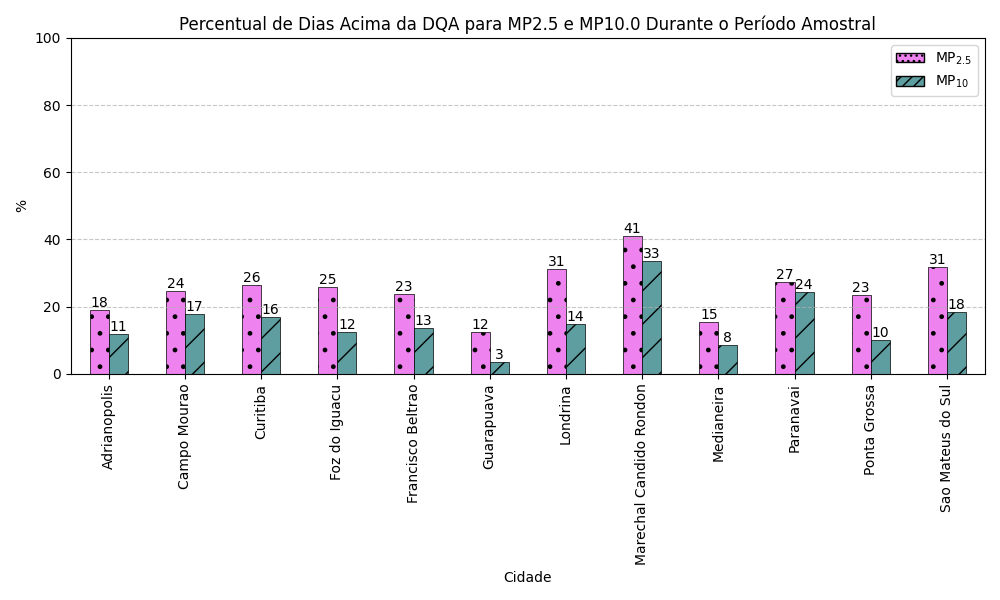 Percentual de Dias Acima da DQA para MP2.5 e MP10.0 Durante o Período Amostral
MP2.5
MP10
%
100
80
60
40
20
0
18 11 24 17 26 16 25 12 23 13 12 3 31 14 41 33 15 8 27 24 23 10 31 18
Adrianopolis
Campo Mourao
Curitiba
Foz do Iguacu
Francisco Beltrao
Guarapuava
Londrina
Marechal Candido Rondon
Medianeira
Paranavai
Ponta Grossa
Sao Mateus do Sul
Cidade